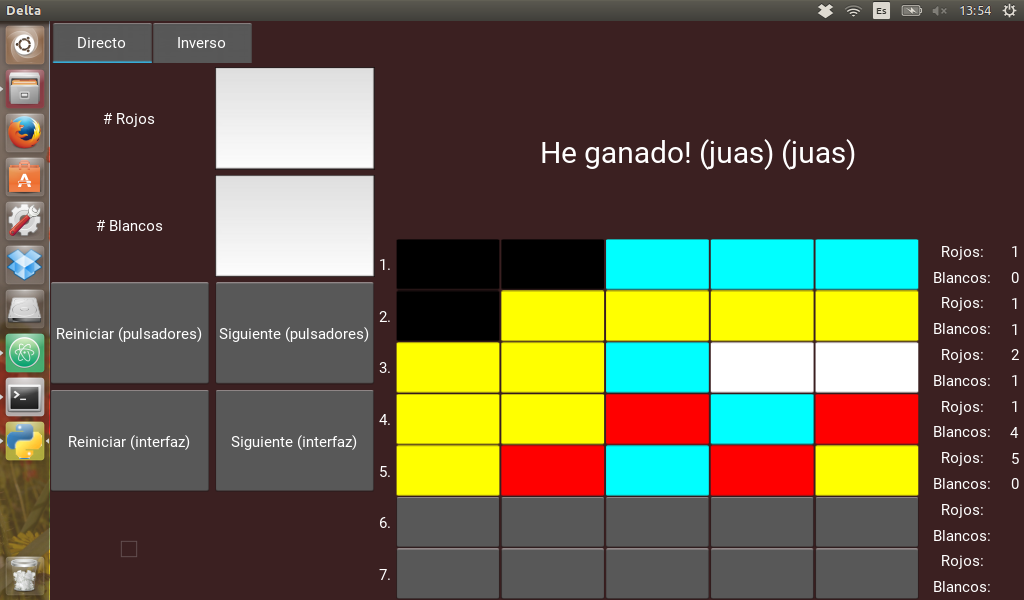 Delta
Es
13:54
Directo
Inverso
# Rojos
# Blancos
He ganado! (juas) (juas)
Reiniciar (pulsadores)
Siguiente (pulsadores)
Reiniciar (interfaz)
Siguiente (interfaz)
1.
Rojos: 1
Blancos: 0
2.
Rojos: 1
Blancos: 1
3.
Rojos: 2
Blancos: 1
4.
Rojos: 1
Blancos: 4
5.
Rojos: 5
Blancos: 0
6.
Rojos:
Blancos:
7.
Rojos:
Blancos: